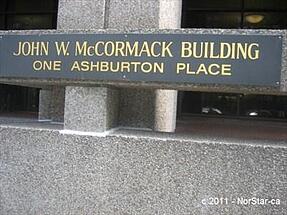 JOHN W. McCORMACK BUILDING
ONE ASHBURTON PLACE
c 2011 - NorStar-ca